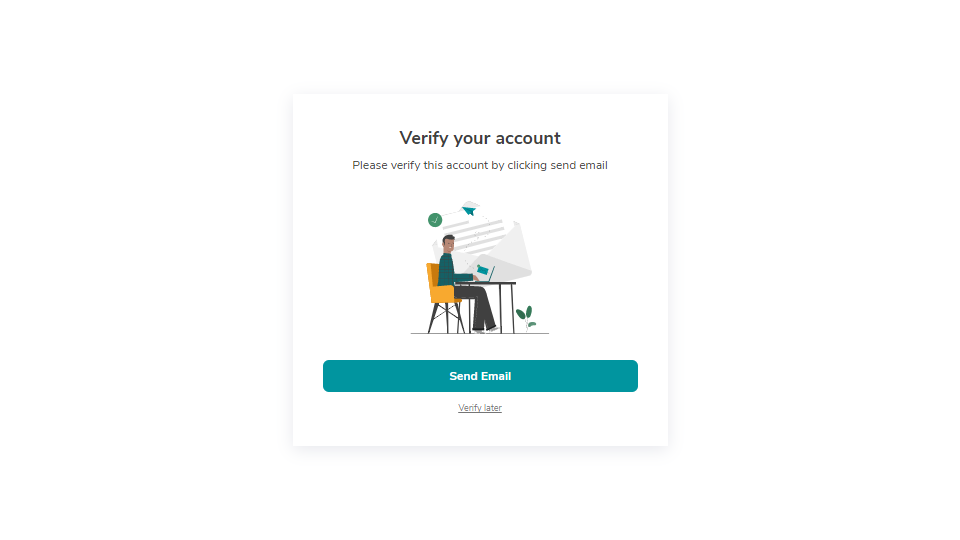 Verify your account
Please verify this account by clicking send email
Send Email
Verify later